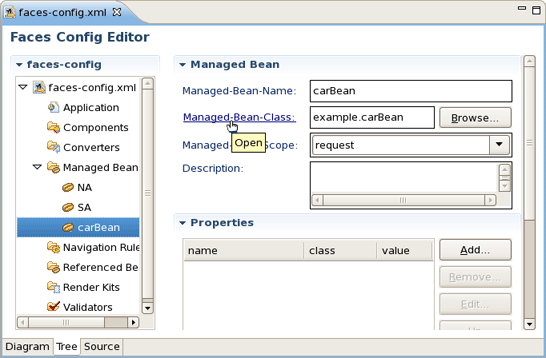 faces-config.xml
Faces Config Editor
faces-config
faces-config.xml
Application
Components
Converters
Managed Bean
NA
SA
carBean
Navigation Rule
Referenced Be
Render Kits
Validators
Managed Bean
Managed-Bean-Name: carBean
Managed-Bean-Class: example.carBean Browse...
Open
Managed- Scope: request
Description:
Properties
name class value Add...
Remove...
Edit...
Diagram Tree Source